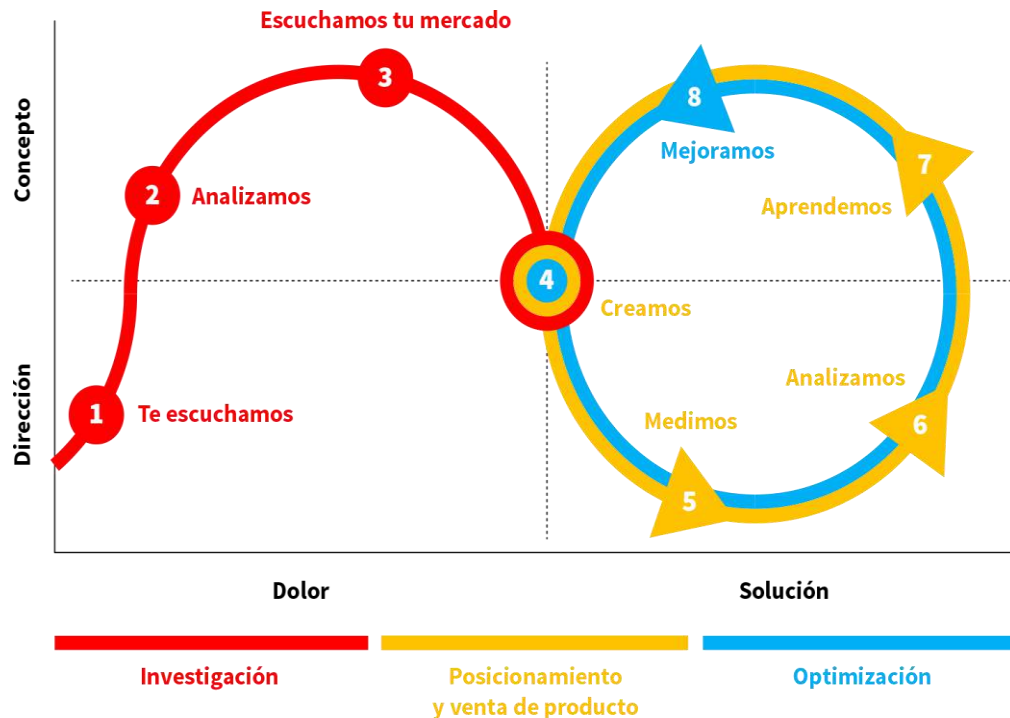 Escuchamos tu mercado
3
8
Mejoramos
Concepto
2
Analizamos
7
Aprendemos
4
Creamos
Dirección
1
Te escuchamos
Analizamos
6
Medimos
5
Dolor
Solución
Investigación
Posicionamiento
y venta de producto
Optimización